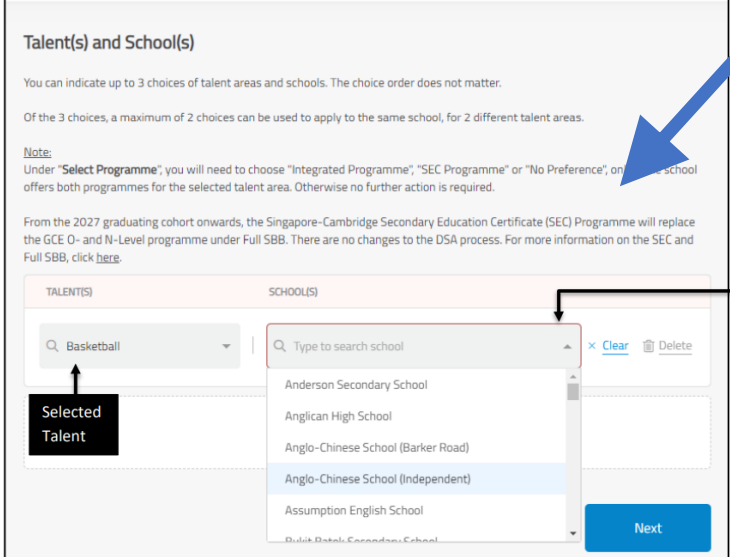 Talent(s) and School(s)
You can indicate up to 3 choices of talent areas and schools. The choice order does not matter.
Of the 3 choices, a maximum of 2 choices can be used to apply to the same school, for 2 different talent areas.
Note:
Under "Select Programme", you will need to choose "Integrated Programme", "SEC Programme" or "No Preference", school
offers both programmes for the selected talent area. Otherwise no further action is required.
From the 2027 graduating cohort onwards, the Singapore-Cambridge Secondary Education Certificate (SEC) Programme will replace
the GCE O- and N-Level programme under Full SBB. There are no changes to the DSA process. For more information on the SEC and
Full SBB, click here.
TALENT(S) SCHOOL(S)
Basketball Type to search school × Clear Delete
Anderson Secondary School
Selected
Talent
Anglican High School
Anglo-Chinese School (Barker Road)
Anglo-Chinese School (Independent)
Assumption English School
Bukit Batok Secondary School
Next